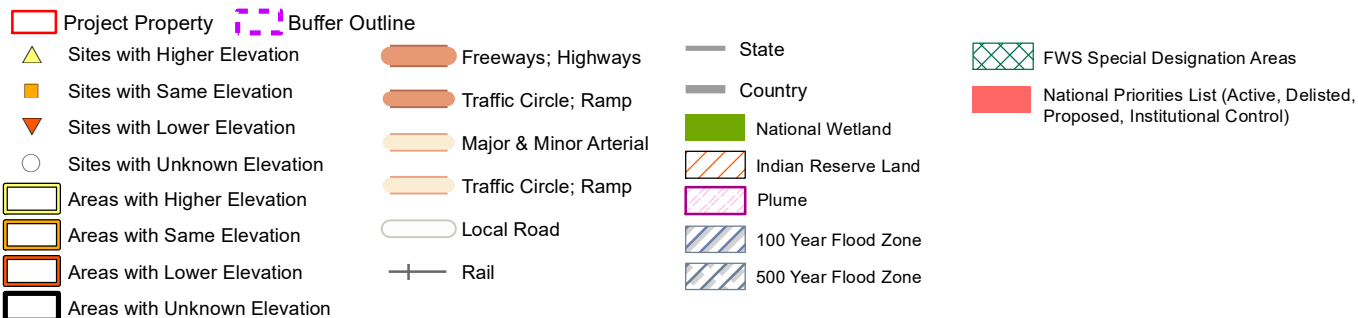 Project Property
Buffer Outline
Sites with Higher Elevation
Sites with Same Elevation
Sites with Lower Elevation
Sites with Unknown Elevation
Areas with Higher Elevation
Areas with Same Elevation
Areas with Lower Elevation
Areas with Unknown Elevation
Freeways; Highways
Traffic Circle; Ramp
Major & Minor Arterial
Traffic Circle; Ramp
Local Road
Rail
State
Country
National Wetland
Indian Reserve Land
Plume
100 Year Flood Zone
500 Year Flood Zone
FWS Special Designation Areas
National Priorities List (Active, Delisted,
Proposed, Institutional Control)